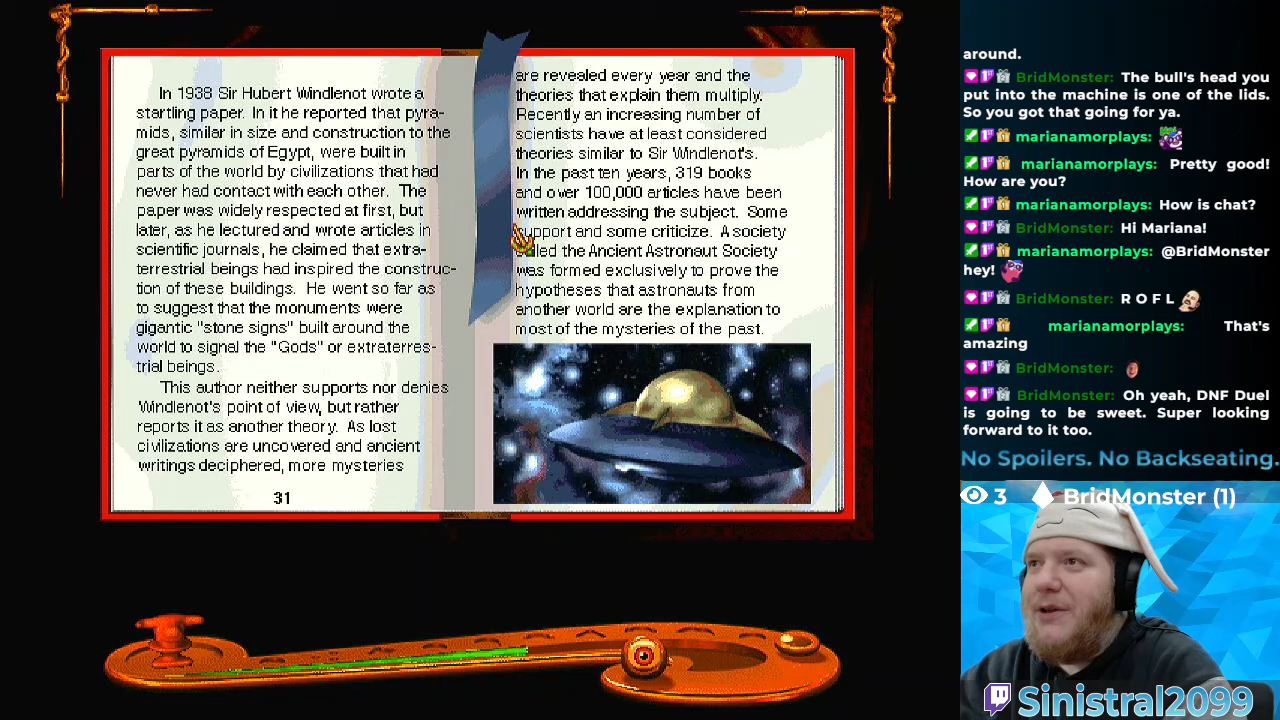 In 1938 Sir Hubert Windlenot wrote a
startling paper. In it he reported that pyra-
mids, similar in size and construction to the
great pyramids of Egypt, were built in
parts of the world by civilizations that had
never had contact with each other. The
paper was widely respected at first, but
later, as he lectured and wrote articles in
scientific journals, he claimed that extra-
terrestrial beings had inspired the construc-
tion of these buildings. He went so far as
to suggest that the monuments were
gigantic "stone signs" built around the
world to signal the "Gods" or extraterres-
trial beings.
This author neither supports nor denies
Windlenot's point of view, but rather
reports it as another theory. As lost
civilizations are uncovered and ancient
writings deciphered, more mysteries
31
are revealed every year and the
theories that explain them multiply.
Recently an increasing number of
scientists have at least considered
theories similar to Sir Windlenot's.
In the past ten years, 319 books
and over 100,000 articles have been
written addressing the subject. Some
support and some criticize. A society
called the Ancient Astronaut Society
was formed exclusively to prove the
hypotheses that astronauts from
another world are the explanation to
most of the mysteries of the past.
around.
BridMonster: The bull's head you
put into the machine is one of the lids.
So you got that going for ya.
marianamorplays:
marianamorplays: Pretty good!
How are you?
marianamorplays: How is chat?
BridMonster: Hi Mariana!
marianamorplays: @BridMonster
hey!
BridMonster: R O F L
marianamorplays: That's
amazing
BridMonster:
BridMonster: Oh yeah, DNF Duel
is going to be sweet. Super looking
forward to it too.
No Spoilers. No Backseating.
3 BridMonster (1)
Sinistral2099